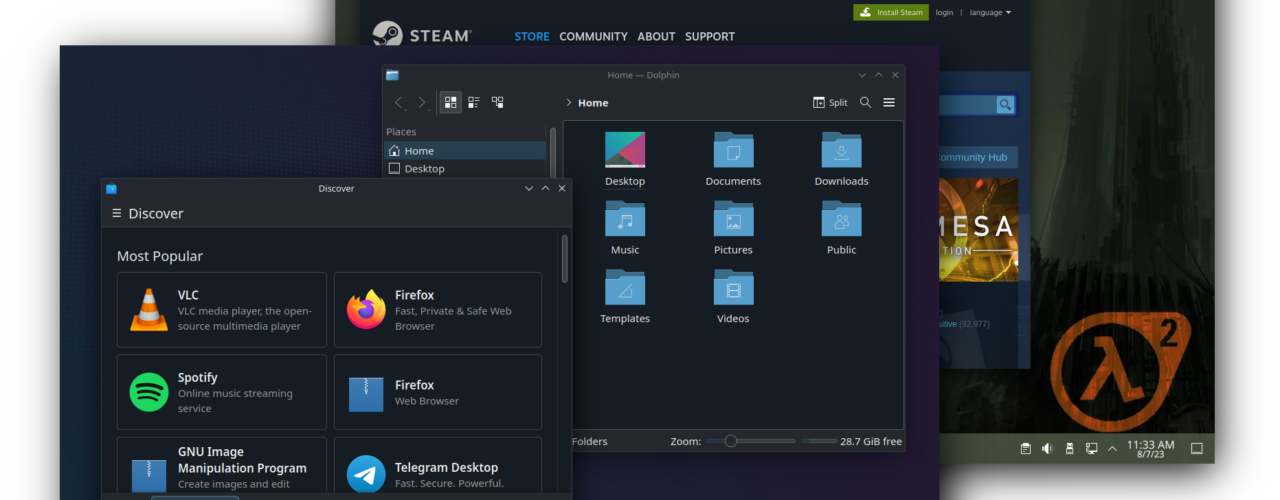 Install Steam login | language
STEAM
STORE COMMUNITY ABOUT SUPPORT
Home — Dolphin
Home
Split
Places
Home
Desktop
Desktop
Documents
Downloads
Music
Pictures
Public
Templates
Videos
Folders
Zoom:
28.7 GiB free
Discover
Discover
Most Popular
VLC
VLC media player, the open-
source multimedia player
Firefox
Fast, Private & Safe Web
Browser
Spotify
Online music streaming
service
Firefox
Web Browser
GNU Image
Manipulation Program
Create images and edit
Telegram Desktop
Fast. Secure. Powerful.
Community Hub
MESA
(92,977)
λ2
11:33 AM
8/7/23